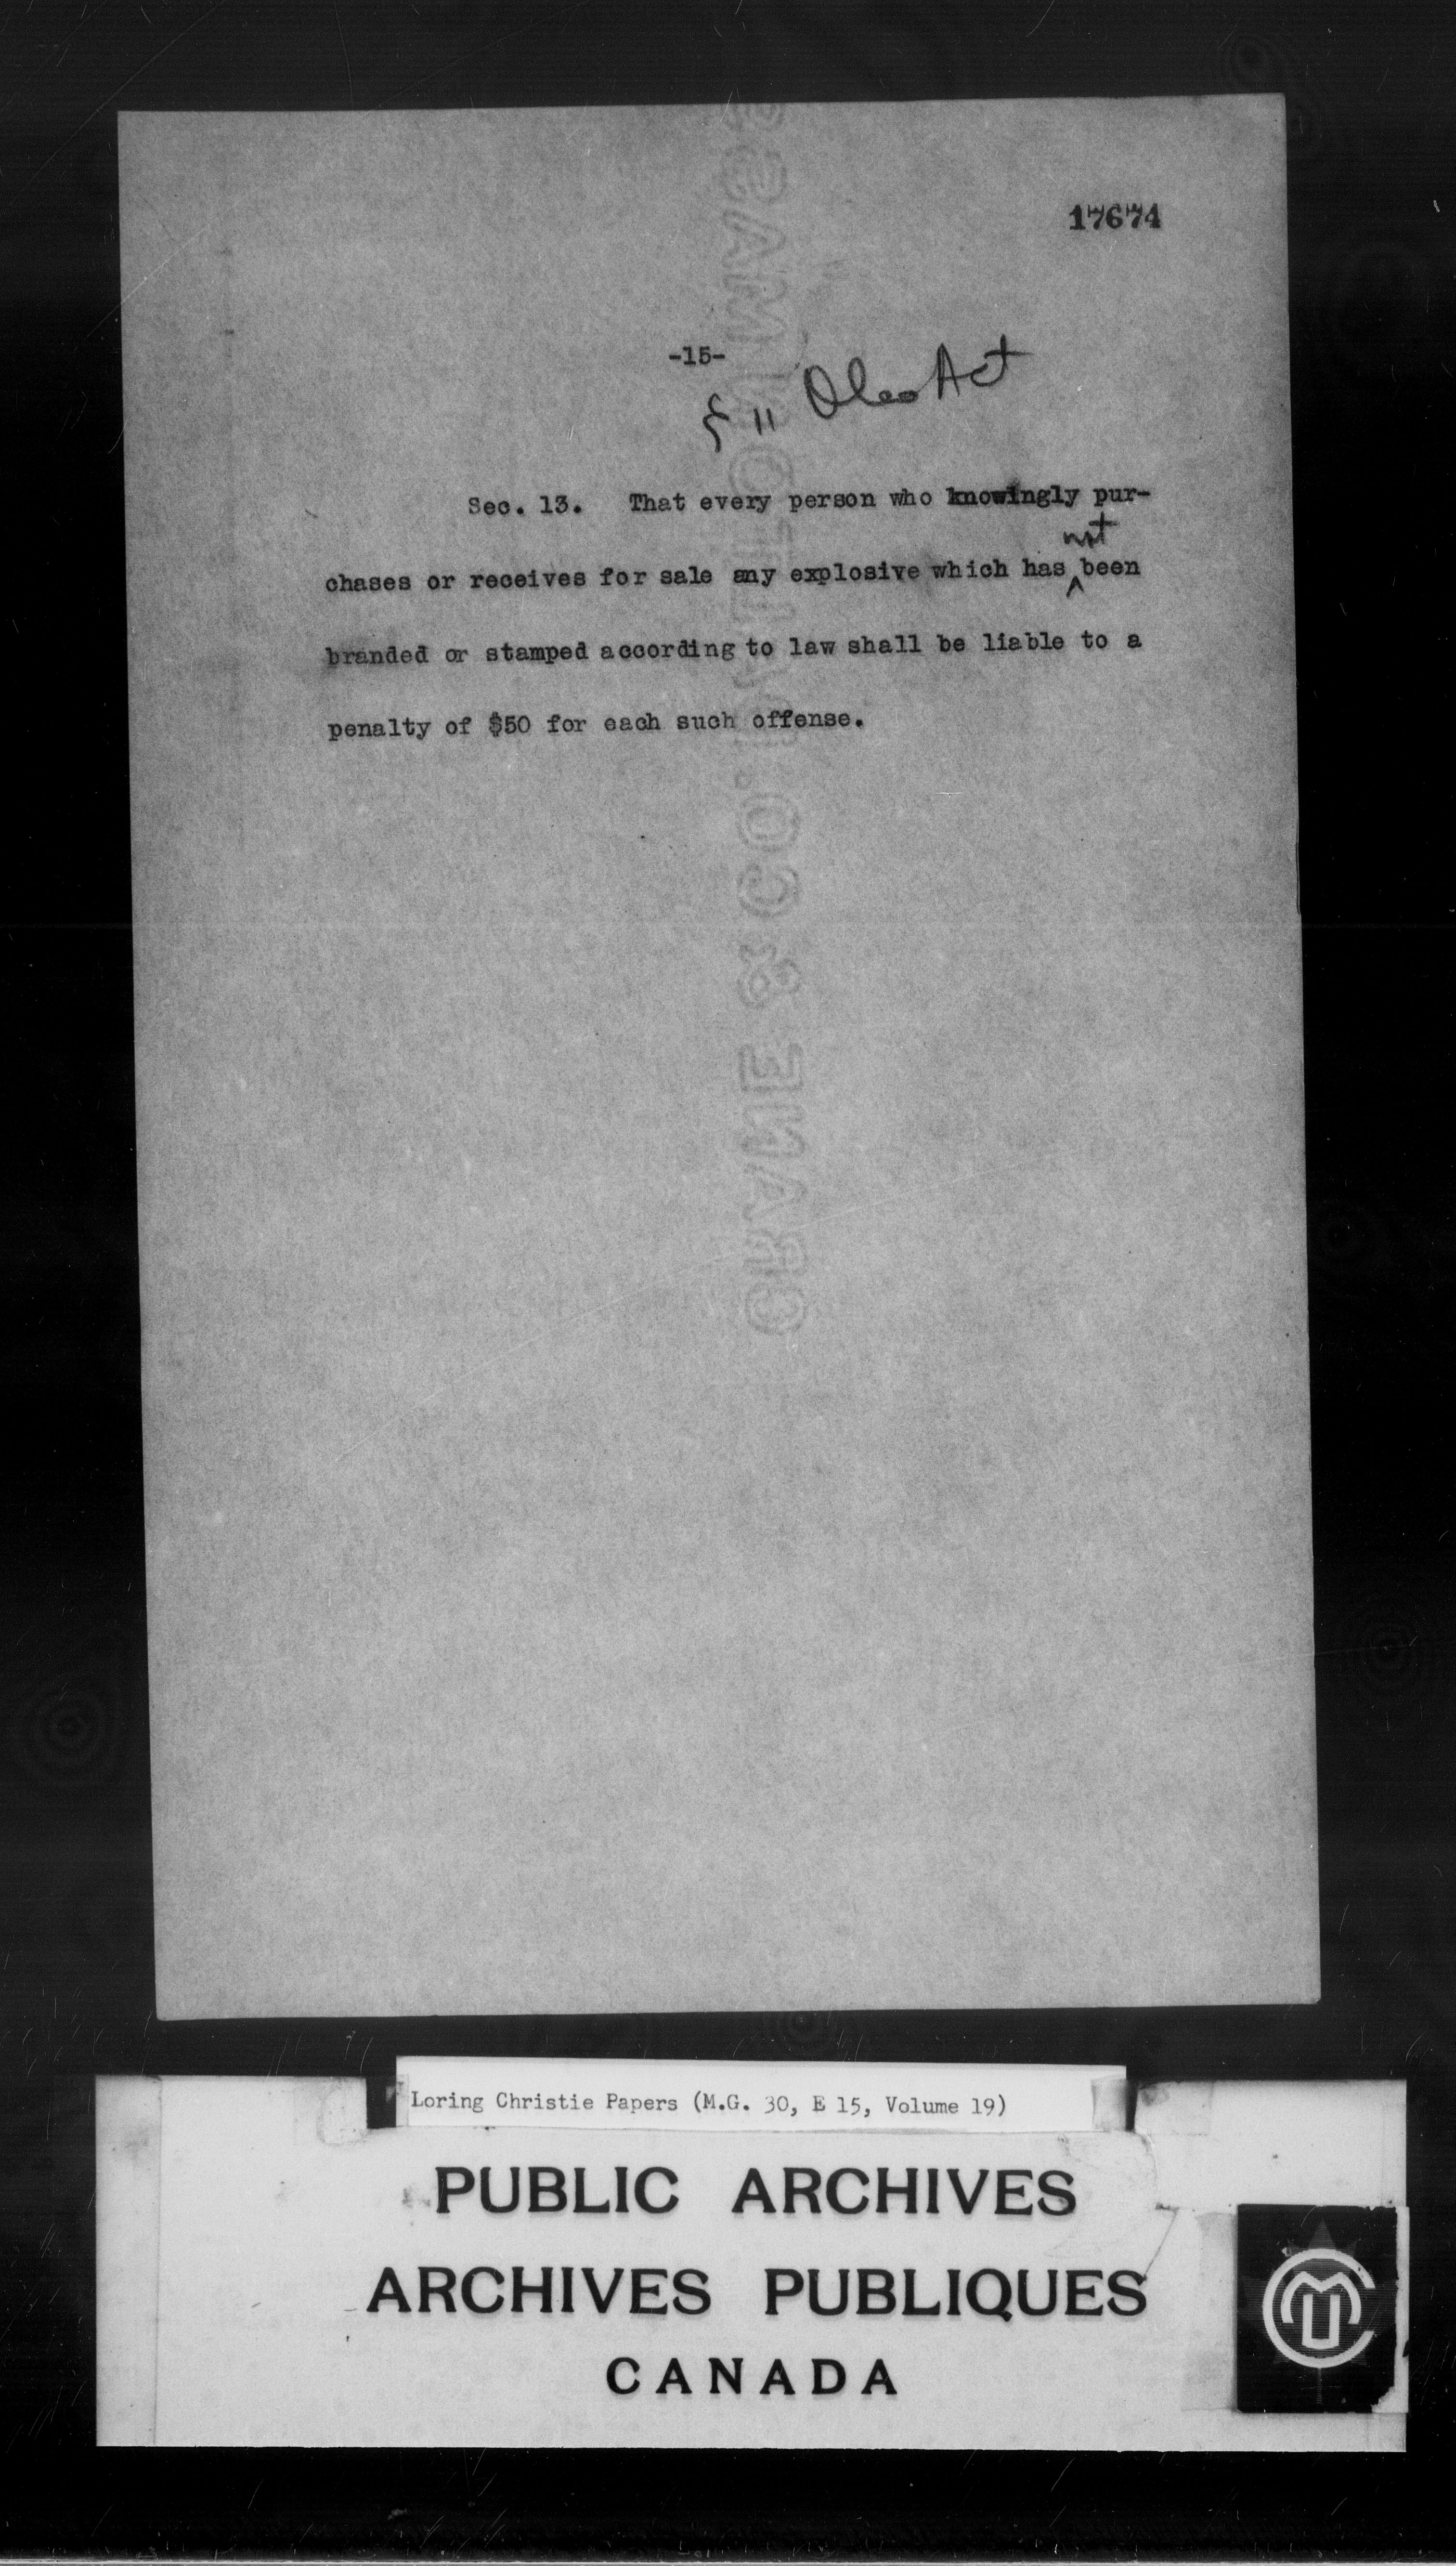 17674
-15-
§ 11 Oleo Act
Sec. 13. That every person who knowingly pur-
not
chases or receives for sale any explosive which has ^ been
branded or stamped according to law shall be liable to a
penalty of $50 for each such offense.
Loring Christie Papers (M.G. 30, E 15, Volume 19)
PUBLIC ARCHIVES
ARCHIVES PUBLIQUES
CANADA